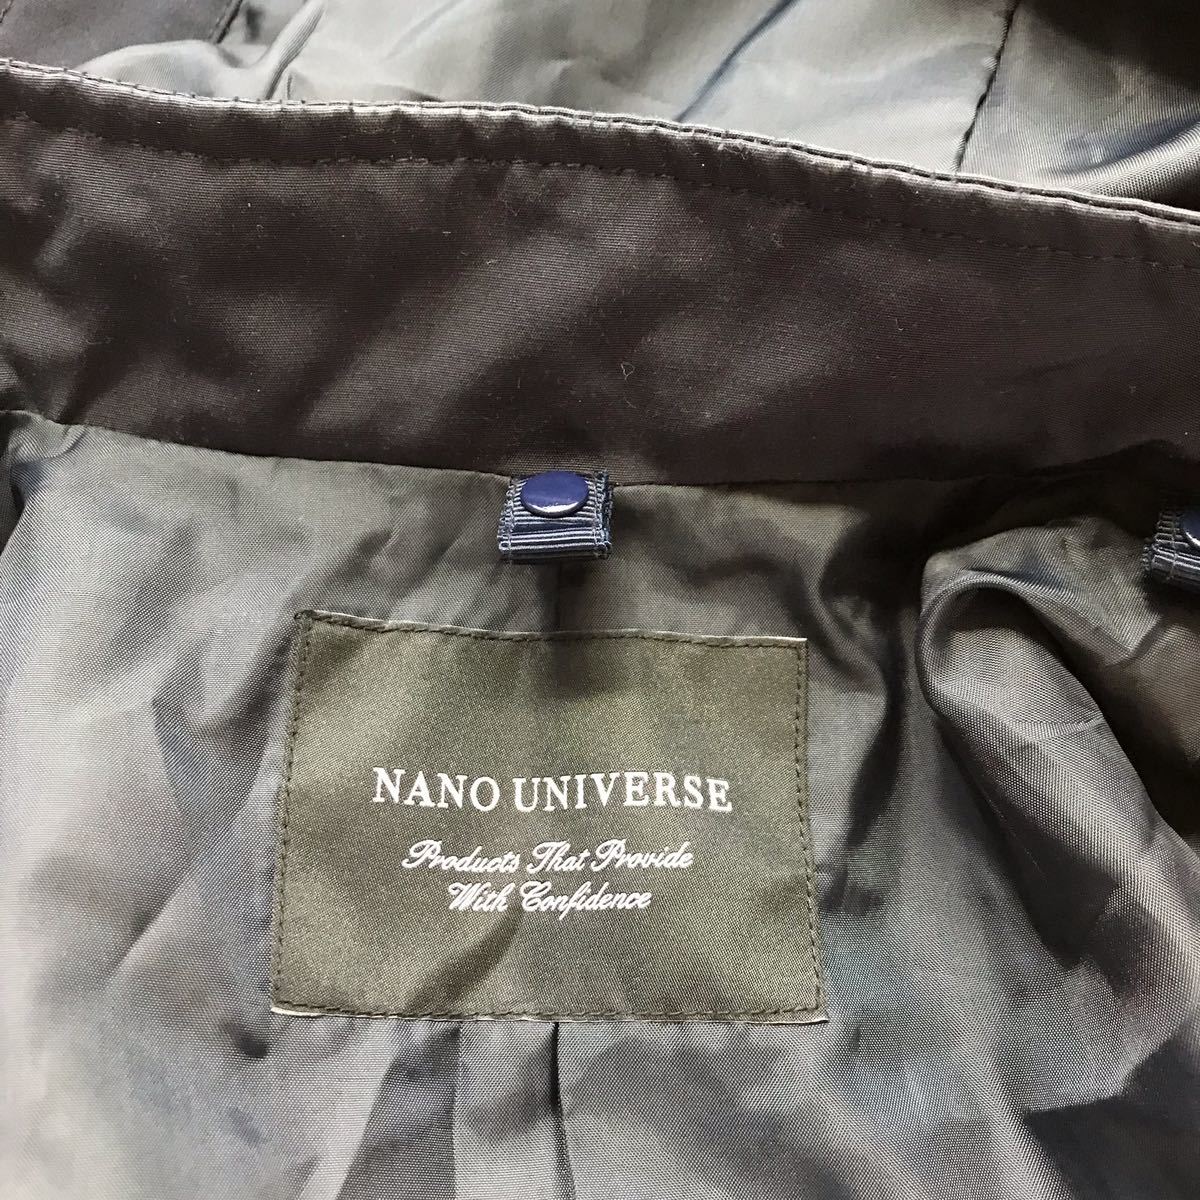 NANO UNIVERSE
Products That Provide
With Confidence